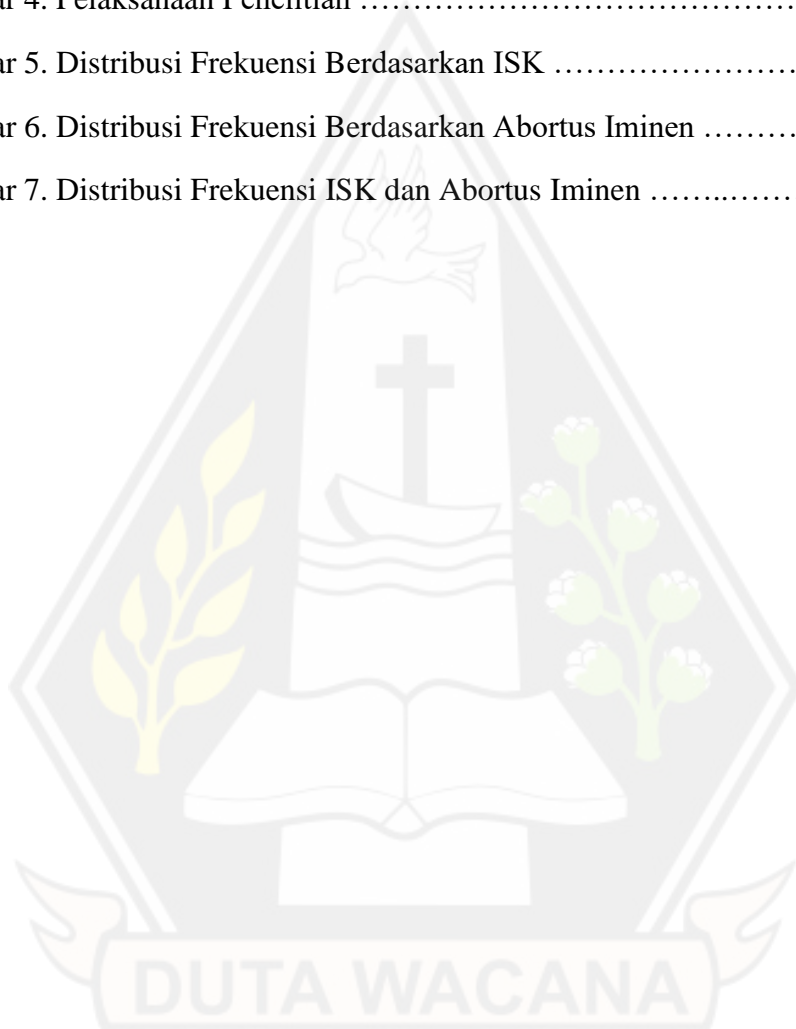 ar 4. Pelaksanaan Penelitian ……………………………………
ar 5. Distribusi Frekuensi Berdasarkan ISK ……………………
ar 6. Distribusi Frekuensi Berdasarkan Abortus Iminen ………
ar 7. Distribusi Frekuensi ISK dan Abortus Iminen ……..……
DUTA WACANA